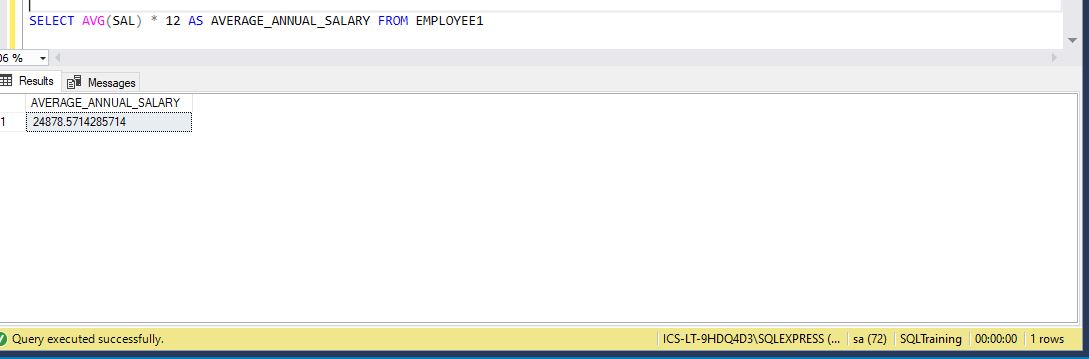 SELECT AVG(SAL) * 12 AS AVERAGE_ANNUAL_SALARY FROM EMPLOYEE1
Results Messages
AVERAGE_ANNUAL_SALARY
1 24878.5714285714
Query executed successfully. ICS-LT-9HDQ4D3\SQLEXPRESS (... sa (72) SQLTraining 00:00:00 1 rows